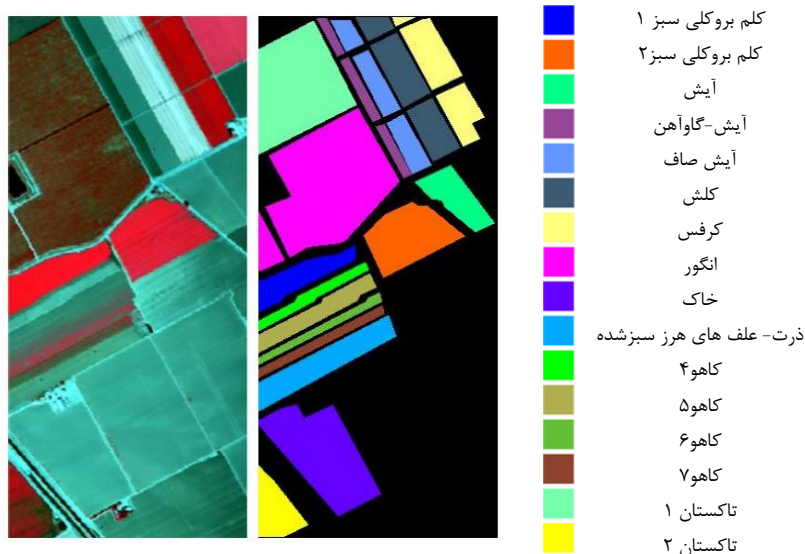 کلم بروکلی سبز ۱
کلم بروکلی سبز۲
آیش
آیش-گاوآهن
آیش صاف
کلش
کرفس
انگور
خاک
ذرت- علف های هرز سبزشده
کاهو۴
کاهو۵
کاهو۶
کاهو۷
تاکستان ۱
تاکستان ۲